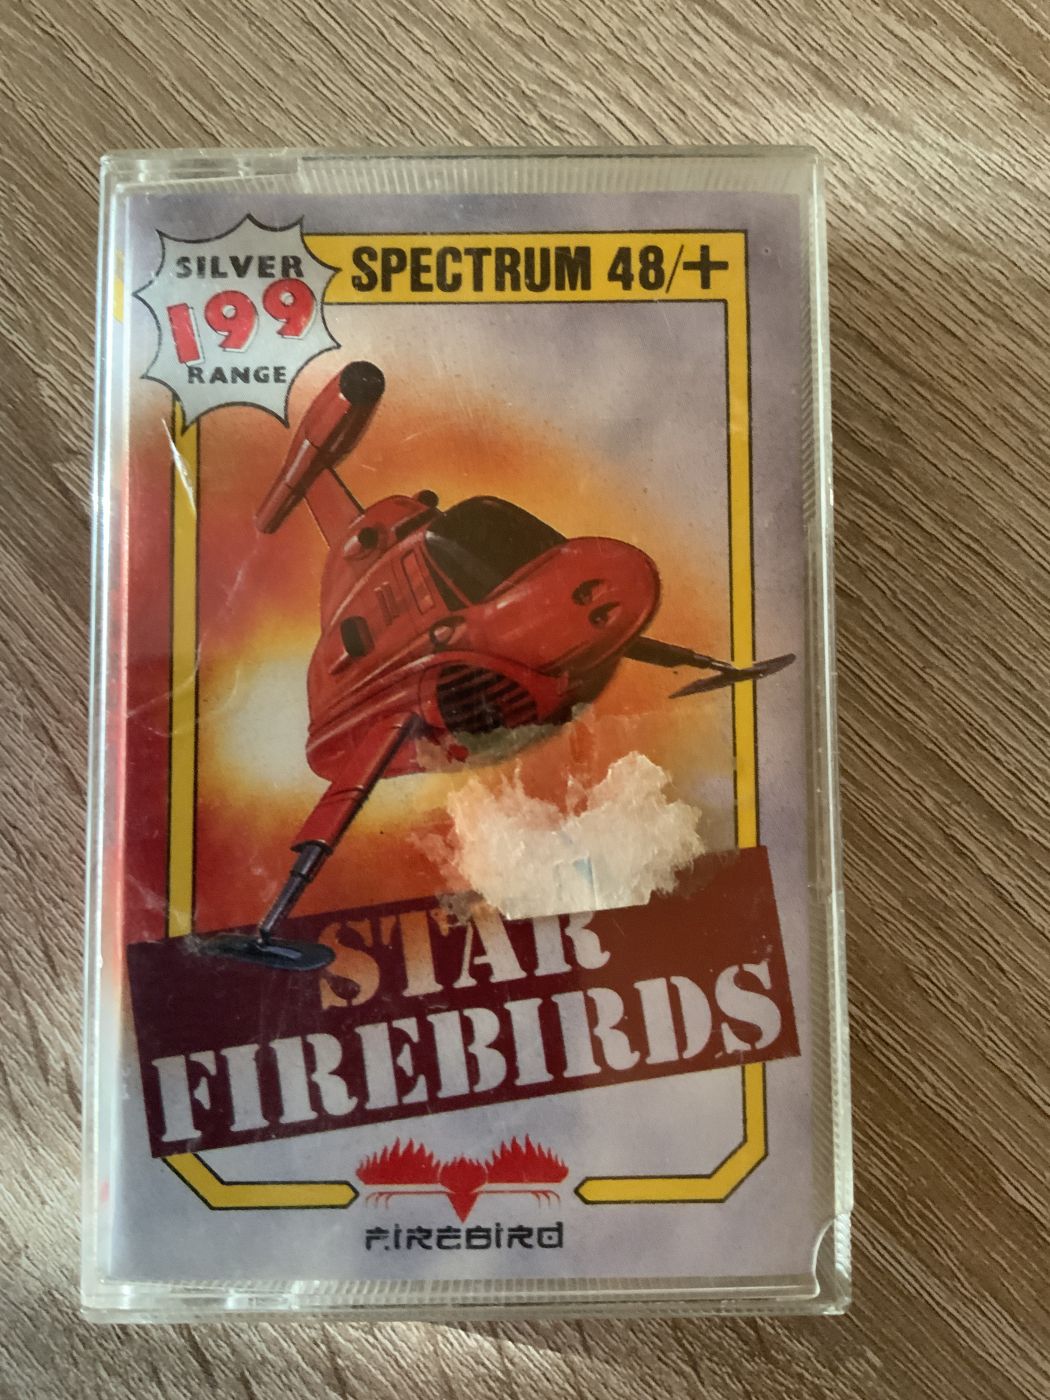 SILVER
199
RANGE
SPECTRUM 48/+
STAR
FIREBIRDS
FIREBIRD